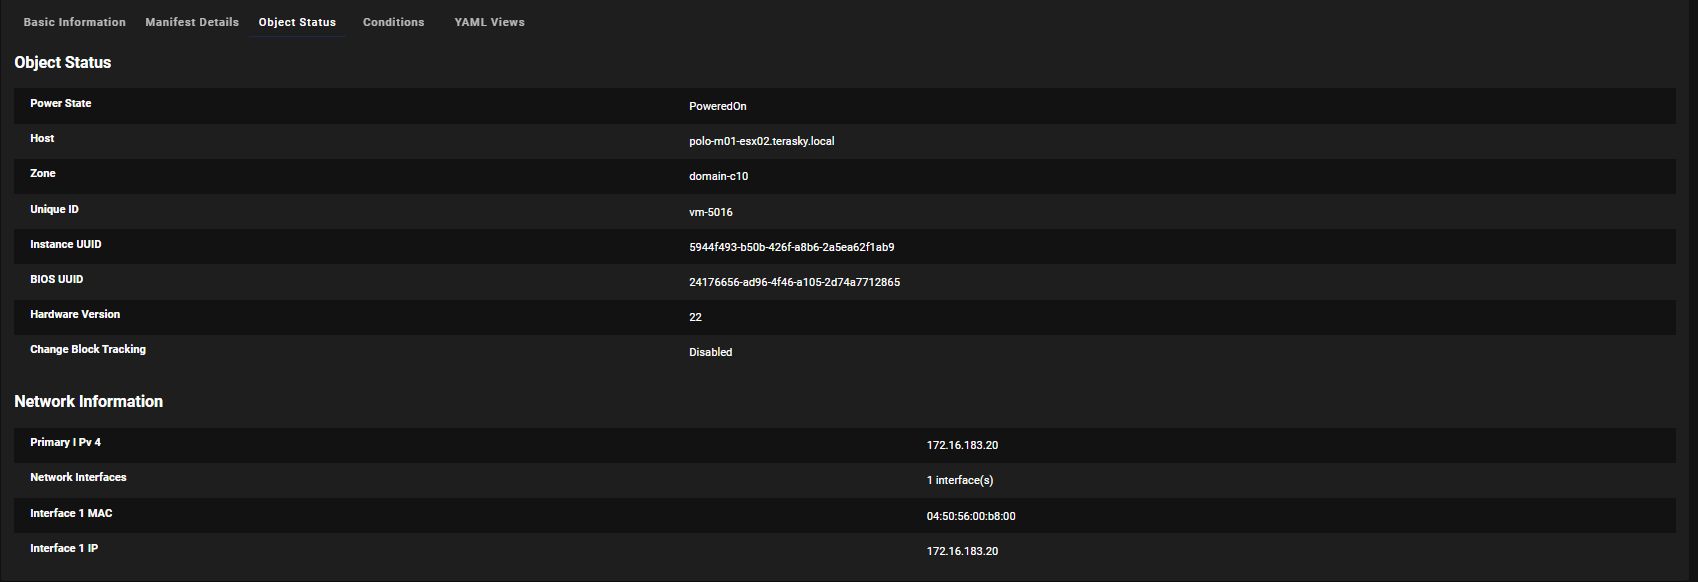 Basic Information Manifest Details Object Status Conditions YAML Views
Object Status
Power State PoweredOn
Host polo-m01-esx02.terasky.local
Zone domain-c10
Unique ID vm-5016
Instance UUID 5944f493-b50b-426f-a8b6-2a5ea62f1ab9
BIOS UUID 24176656-ad96-4f46-a105-2d74a7712865
Hardware Version 22
Change Block Tracking Disabled
Network Information
Primary I Pv 4 172.16.183.20
Network Interfaces 1 interface(s)
Interface 1 MAC 04:50:56:00:b8:00
Interface 1 IP 172.16.183.20